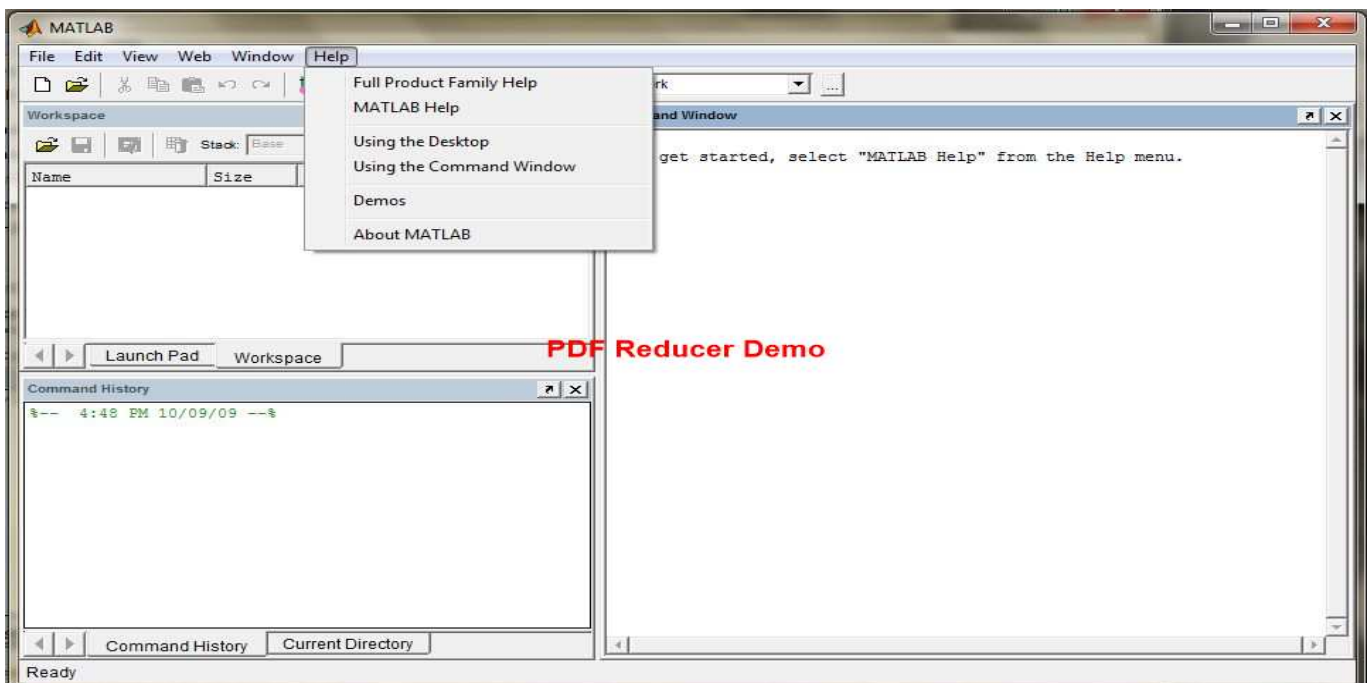 MATLAB
File Edit View Web Window Help
Full Product Family Help
MATLAB Help
Using the Desktop
Using the Command Window
Demos
About MATLAB
rk
...
Workspace
Stack: Base
Name Size
and Window
get started, select "MATLAB Help" from the Help menu.
Launch Pad Workspace
PDF Reducer Demo
Command History
%-- 4:48 PM 10/09/09 --%
Command History Current Directory
Ready